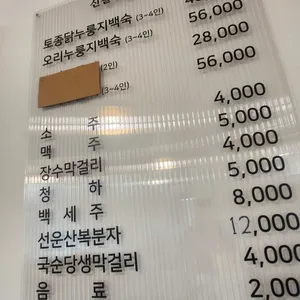 토종닭누룽지백숙 (3~4인)
오리누룽지백숙 (3~4인) 56,000
(2인) 28,000
(3~4인) 56,000
소 주 4,000
맥 주 5,000
장수막걸리 4,000
청 하 5,000
백 세 주 8,000
선운산복분자 12,000
국순당생막걸리 4,000
음 료 2,00